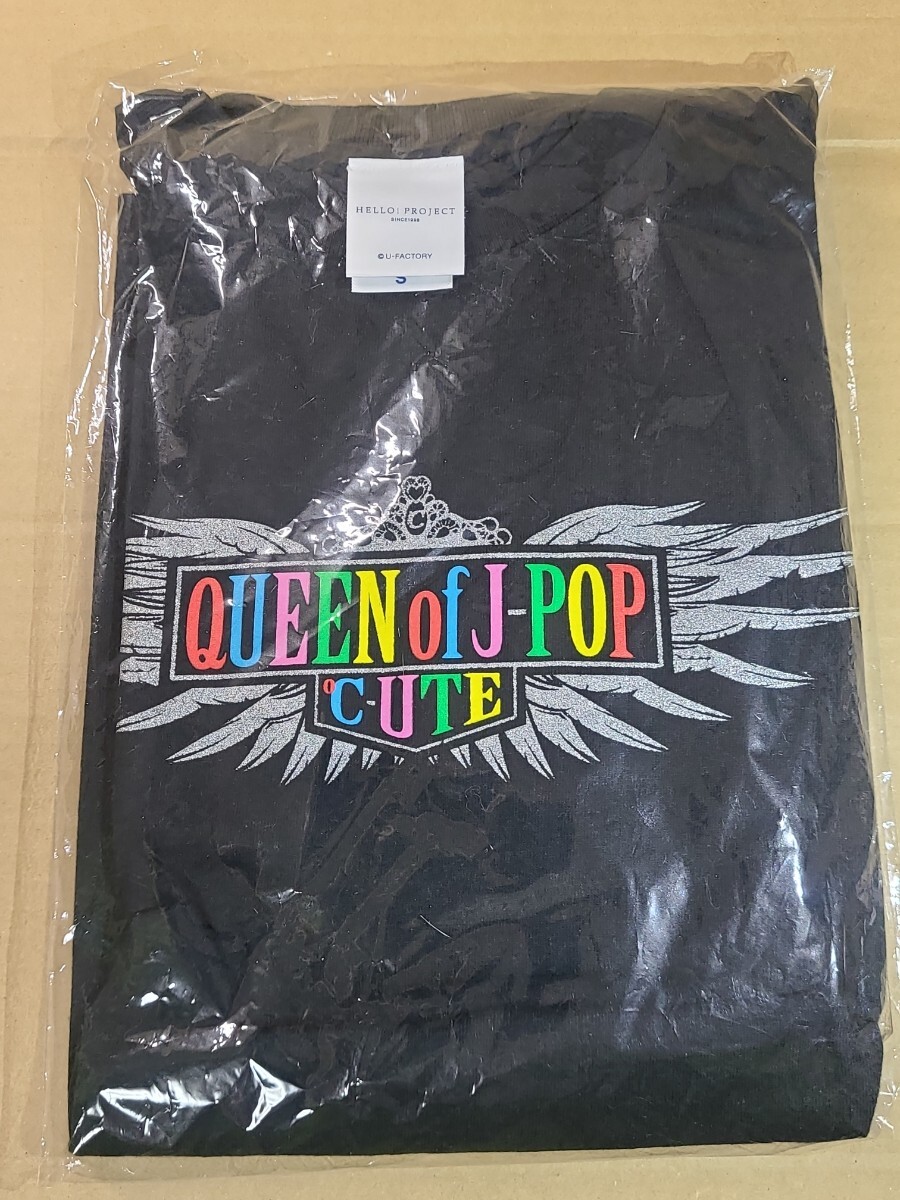 HELLO! PROJECT
SINCE1998
© U-FACTORY
S
C
QUEEN of J-POP
℃-UTE